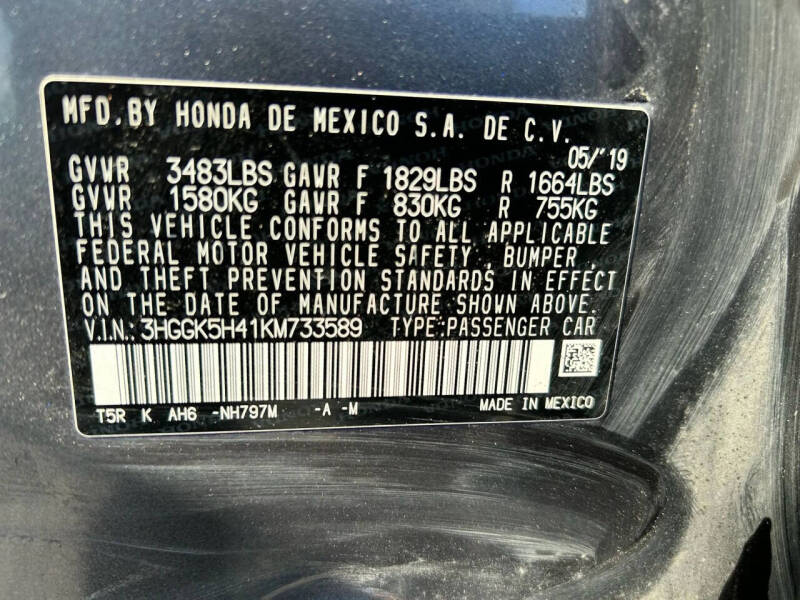 MFD. BY HONDA DE MEXICO S.A. DE C.V.
05/"19
GVWR 3483LBS GAWR F 1829LBS R 1664LBS
GVWR 1580KG GAWR F 830KG R 755KG
THIS VEHICLE CONFORMS TO ALL APPLICABLE
FEDERAL MOTOR VEHICLE SAFETY, BUMPER,
AND THEFT PREVENTION STANDARDS IN EFFECT
ON THE DATE OF MANUFACTURE SHOWN ABOVE.
V.I.N.: 3HGGK5H41KM733589 TYPE:PASSENGER CAR
T5R K AH6 -NH797M -A -M MADE IN MEXICO